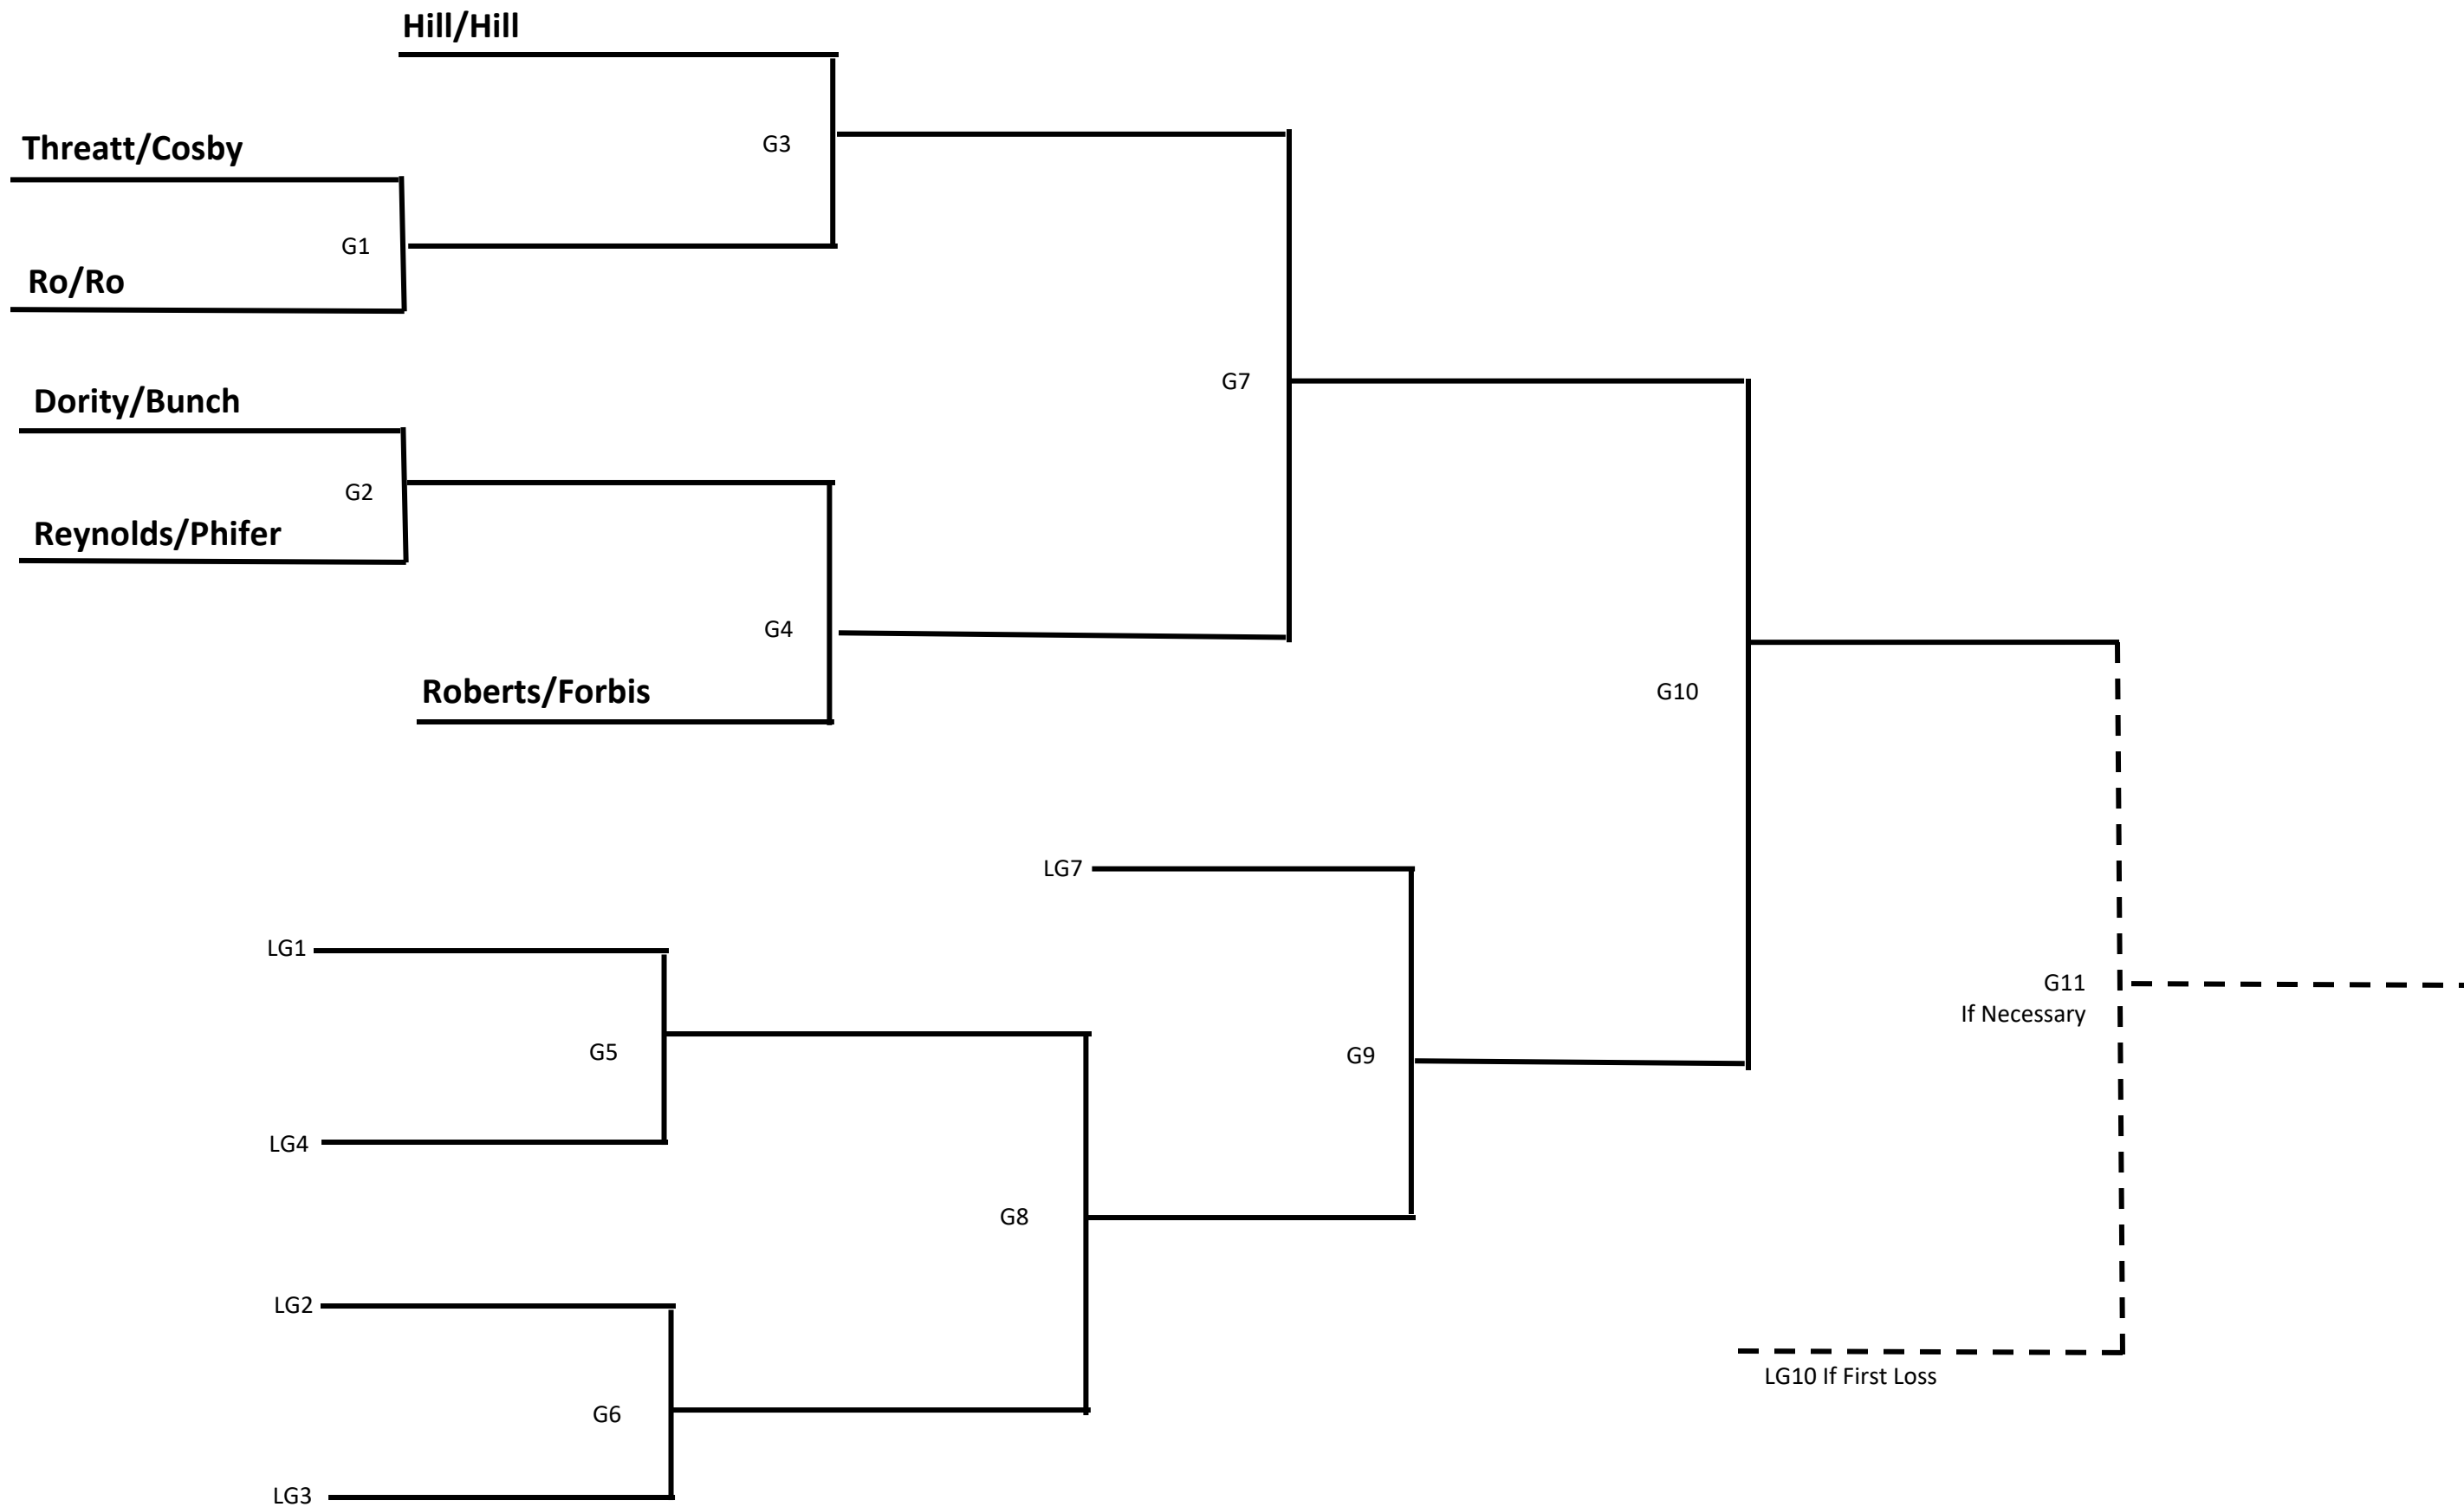 Hill/Hill
Threatt/Cosby
G3
G1
Ro/Ro
Dority/Bunch
G7
G2
Reynolds/Phifer
G4
Roberts/Forbis
G10
LG7
LG1
G11
If Necessary
G5
G9
LG4
G8
LG2
LG10 If First Loss
G6
LG3